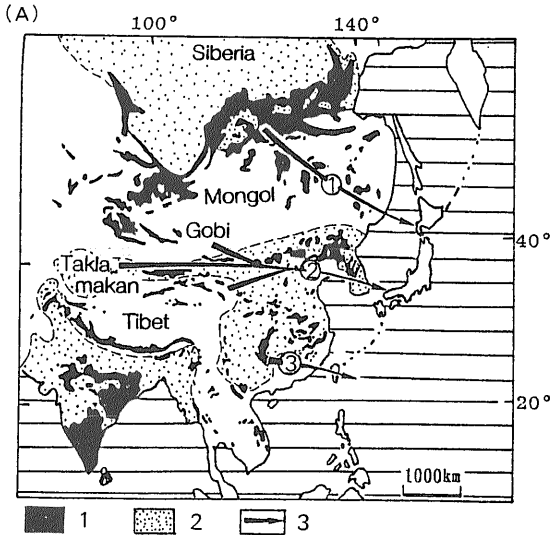 (A)
100° 140°
Siberia
①
Mongol
Gobi
40°
Takla
makan
②
Tibet
③
20°
1000km
1 2 3